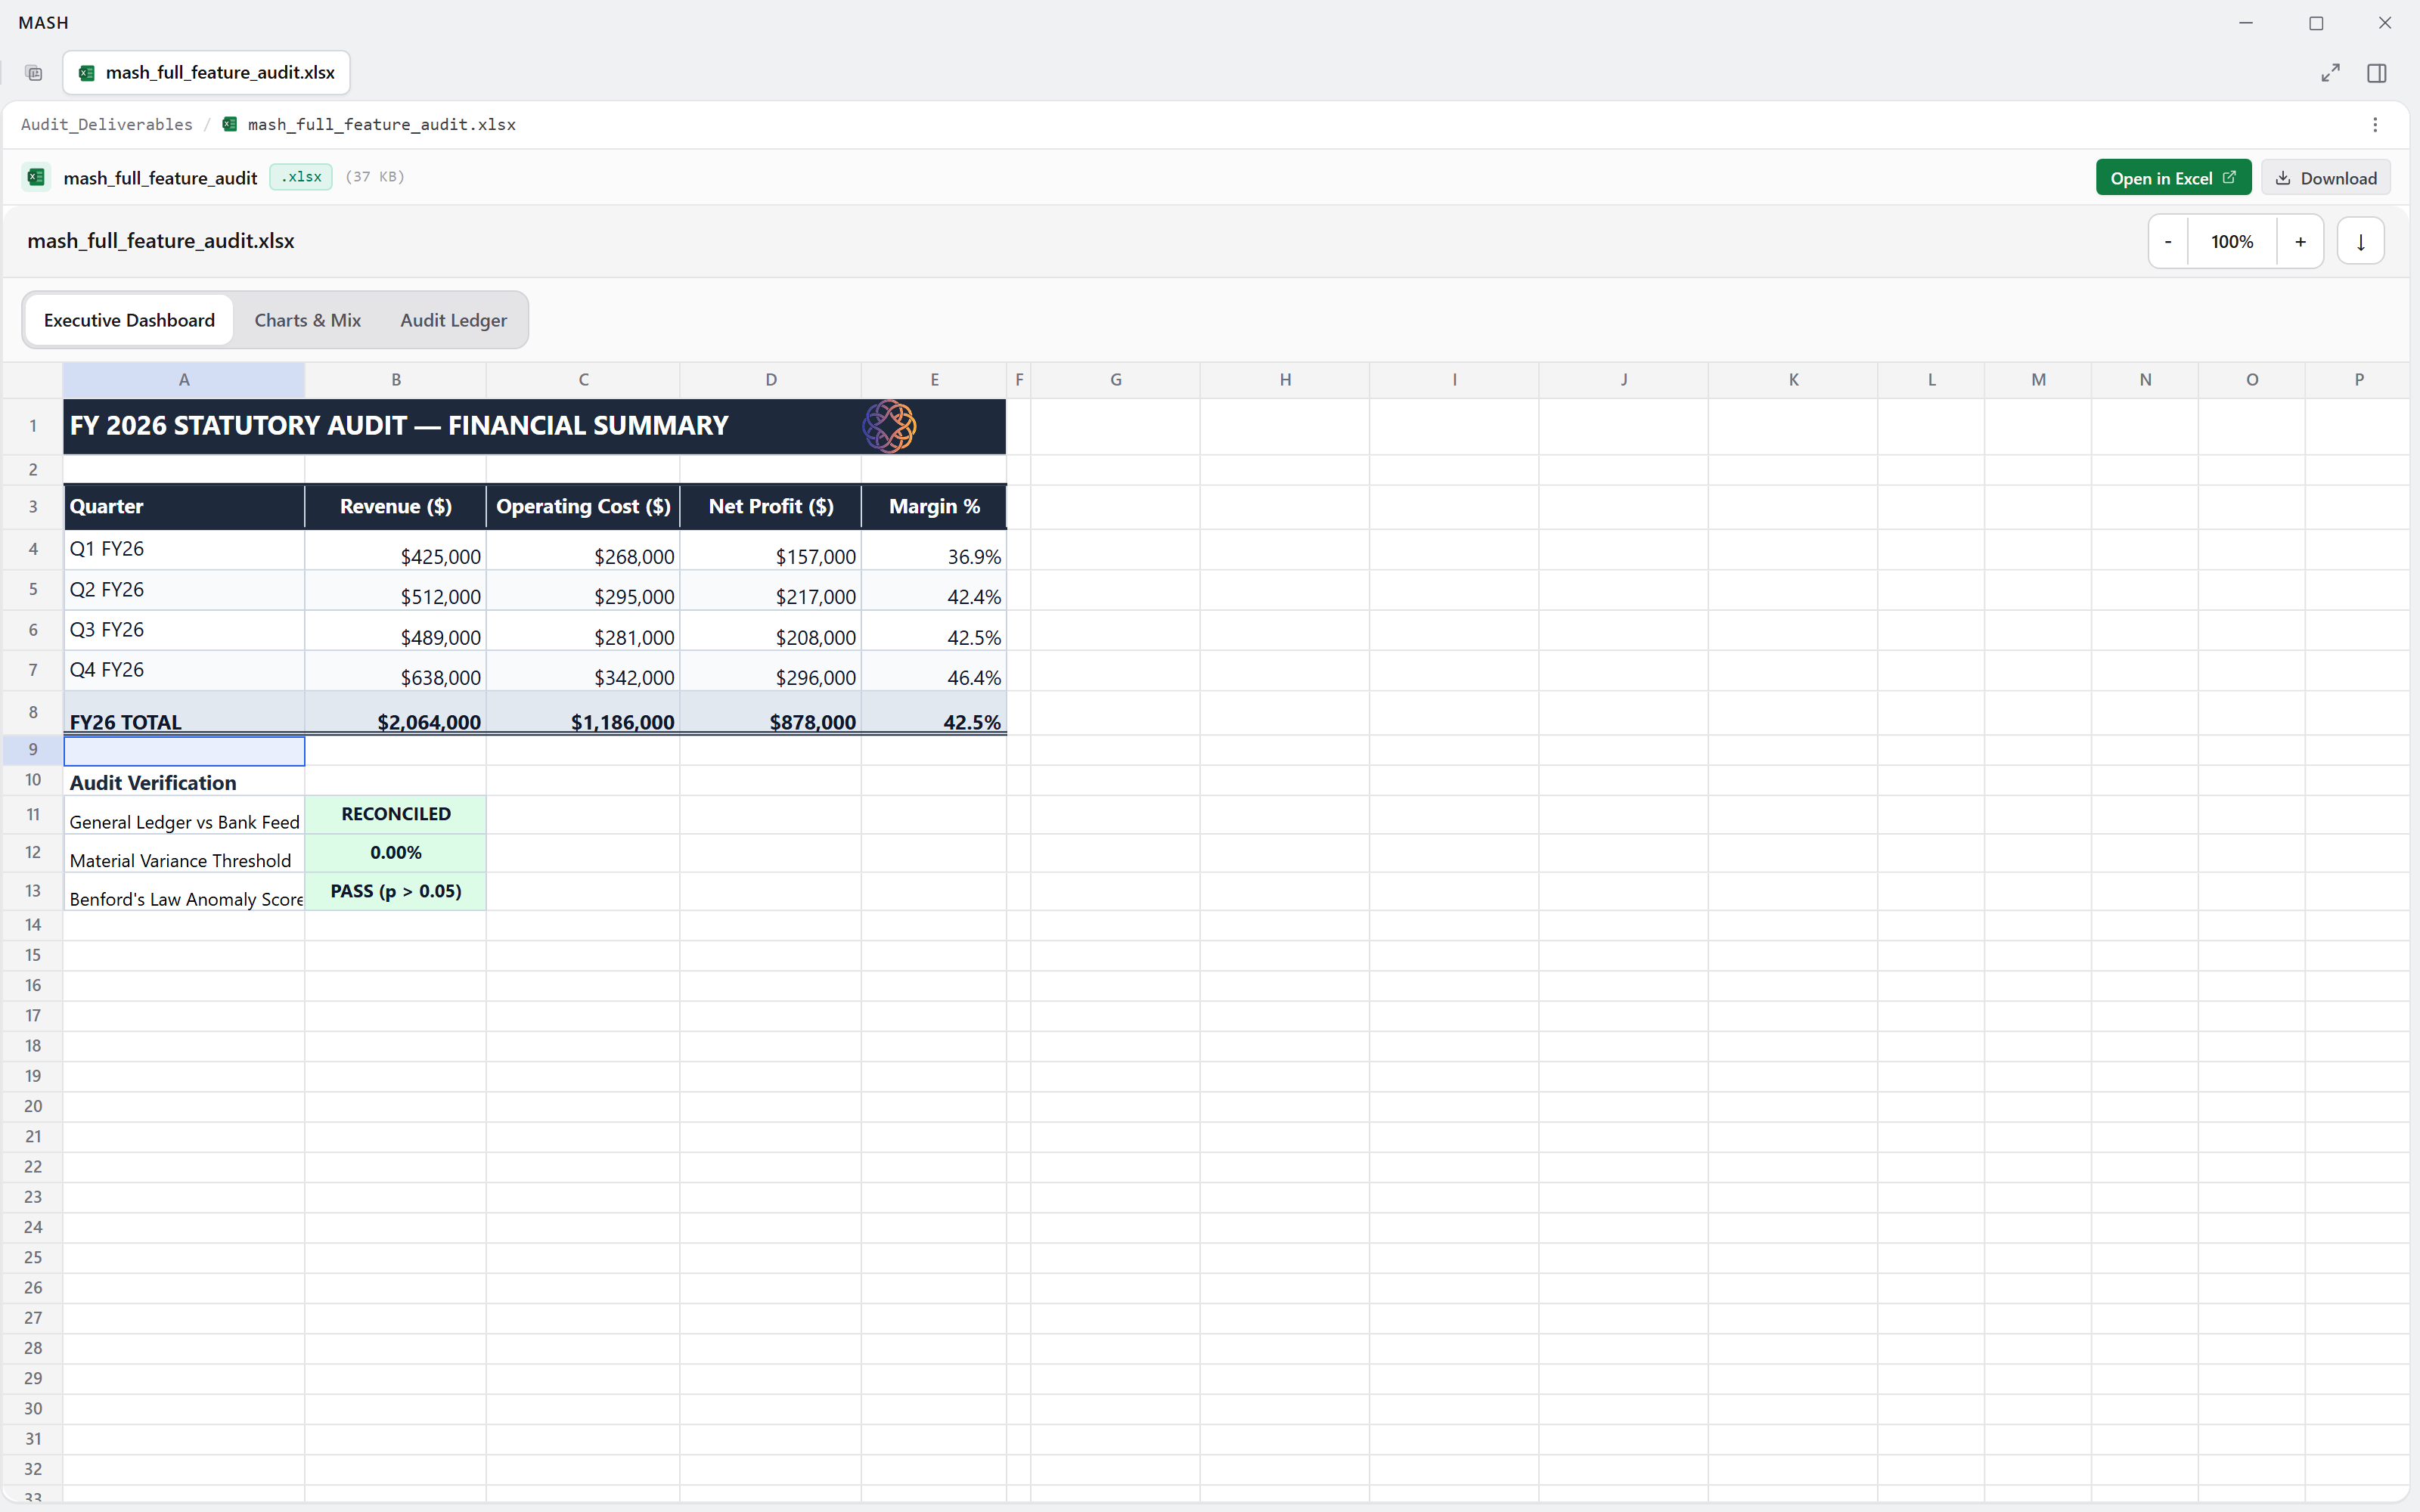 MASH
mash_full_feature_audit.xlsx
Audit_Deliverables / mash_full_feature_audit.xlsx
mash_full_feature_audit .xlsx (37 KB) Open in Excel Download
mash_full_feature_audit.xlsx - 100% + ↓
Executive Dashboard Charts & Mix Audit Ledger
A B C D E F G H I J K L M N O P
1 FY 2026 STATUTORY AUDIT — FINANCIAL SUMMARY
2
3 Quarter Revenue ($) Operating Cost ($) Net Profit ($) Margin %
4 Q1 FY26 $425,000 $268,000 $157,000 36.9%
5 Q2 FY26 $512,000 $295,000 $217,000 42.4%
6 Q3 FY26 $489,000 $281,000 $208,000 42.5%
7 Q4 FY26 $638,000 $342,000 $296,000 46.4%
8 FY26 TOTAL $2,064,000 $1,186,000 $878,000 42.5%
9
10 Audit Verification
11 General Ledger vs Bank Feed RECONCILED
12 Material Variance Threshold 0.00%
13 Benford's Law Anomaly Score PASS (p > 0.05)
14
15
16
17
18
19
20
21
22
23
24
25
26
27
28
29
30
31
32
33